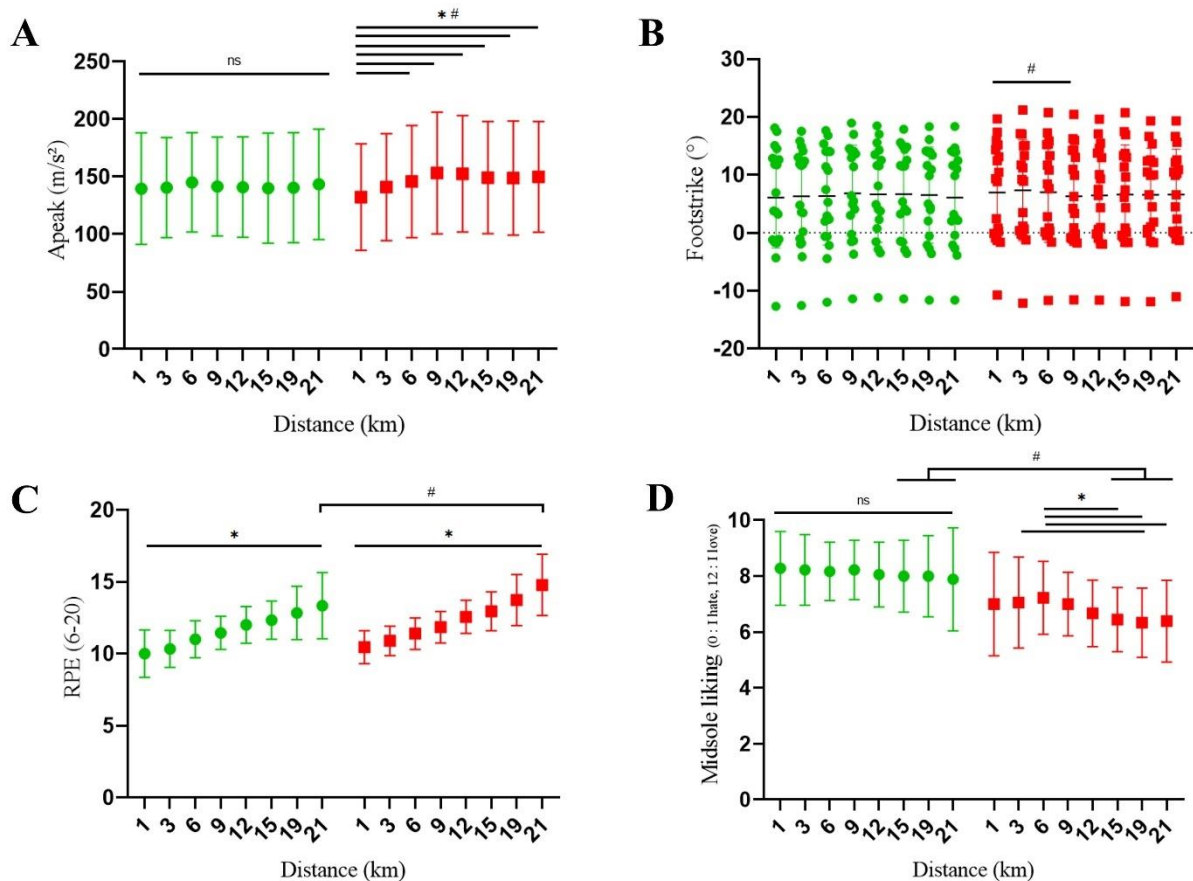 A
* #
ns
Apeak (m/s²)
250
200
150
100
50
0
1 3 6 9 12 15 19 21 1 3 6 9 12 15 19 21
Distance (km)
B
#
Footstrike (°)
30
20
10
0
-10
-20
1 3 6 9 12 15 19 21 1 3 6 9 12 15 19 21
Distance (km)
C
#
* *
RPE (6-20)
20
15
10
5
0
1 3 6 9 12 15 19 21 1 3 6 9 12 15 19 21
Distance (km)
D
#
ns
*
Midsole liking (0 : I hate, 12 : I love)
10
8
6
4
2
0
1 3 6 9 12 15 19 21 1 3 6 9 12 15 19 21
Distance (km)